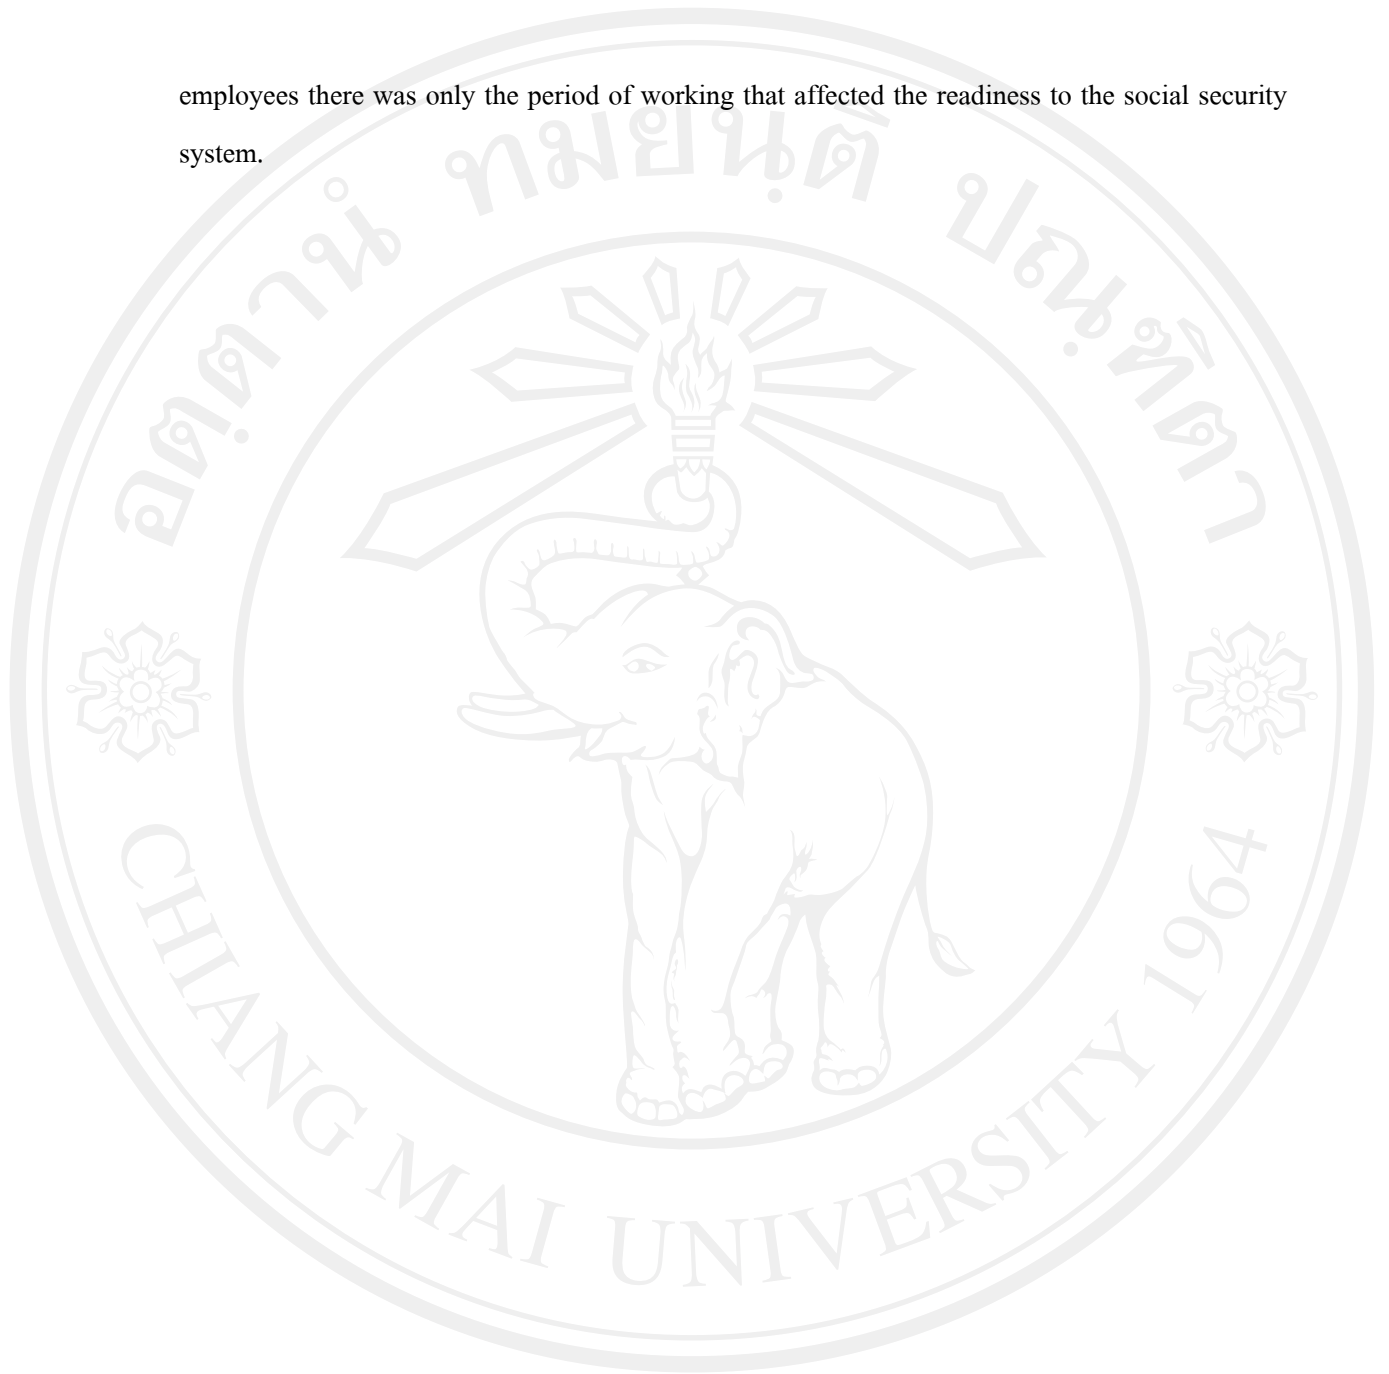 employees there was only the period of working that affected the readiness to the social security
system.
อตฺตานํ ทมยนฺติ ปณฺฑิตา
CHIANG MAI UNIVERSITY 1964